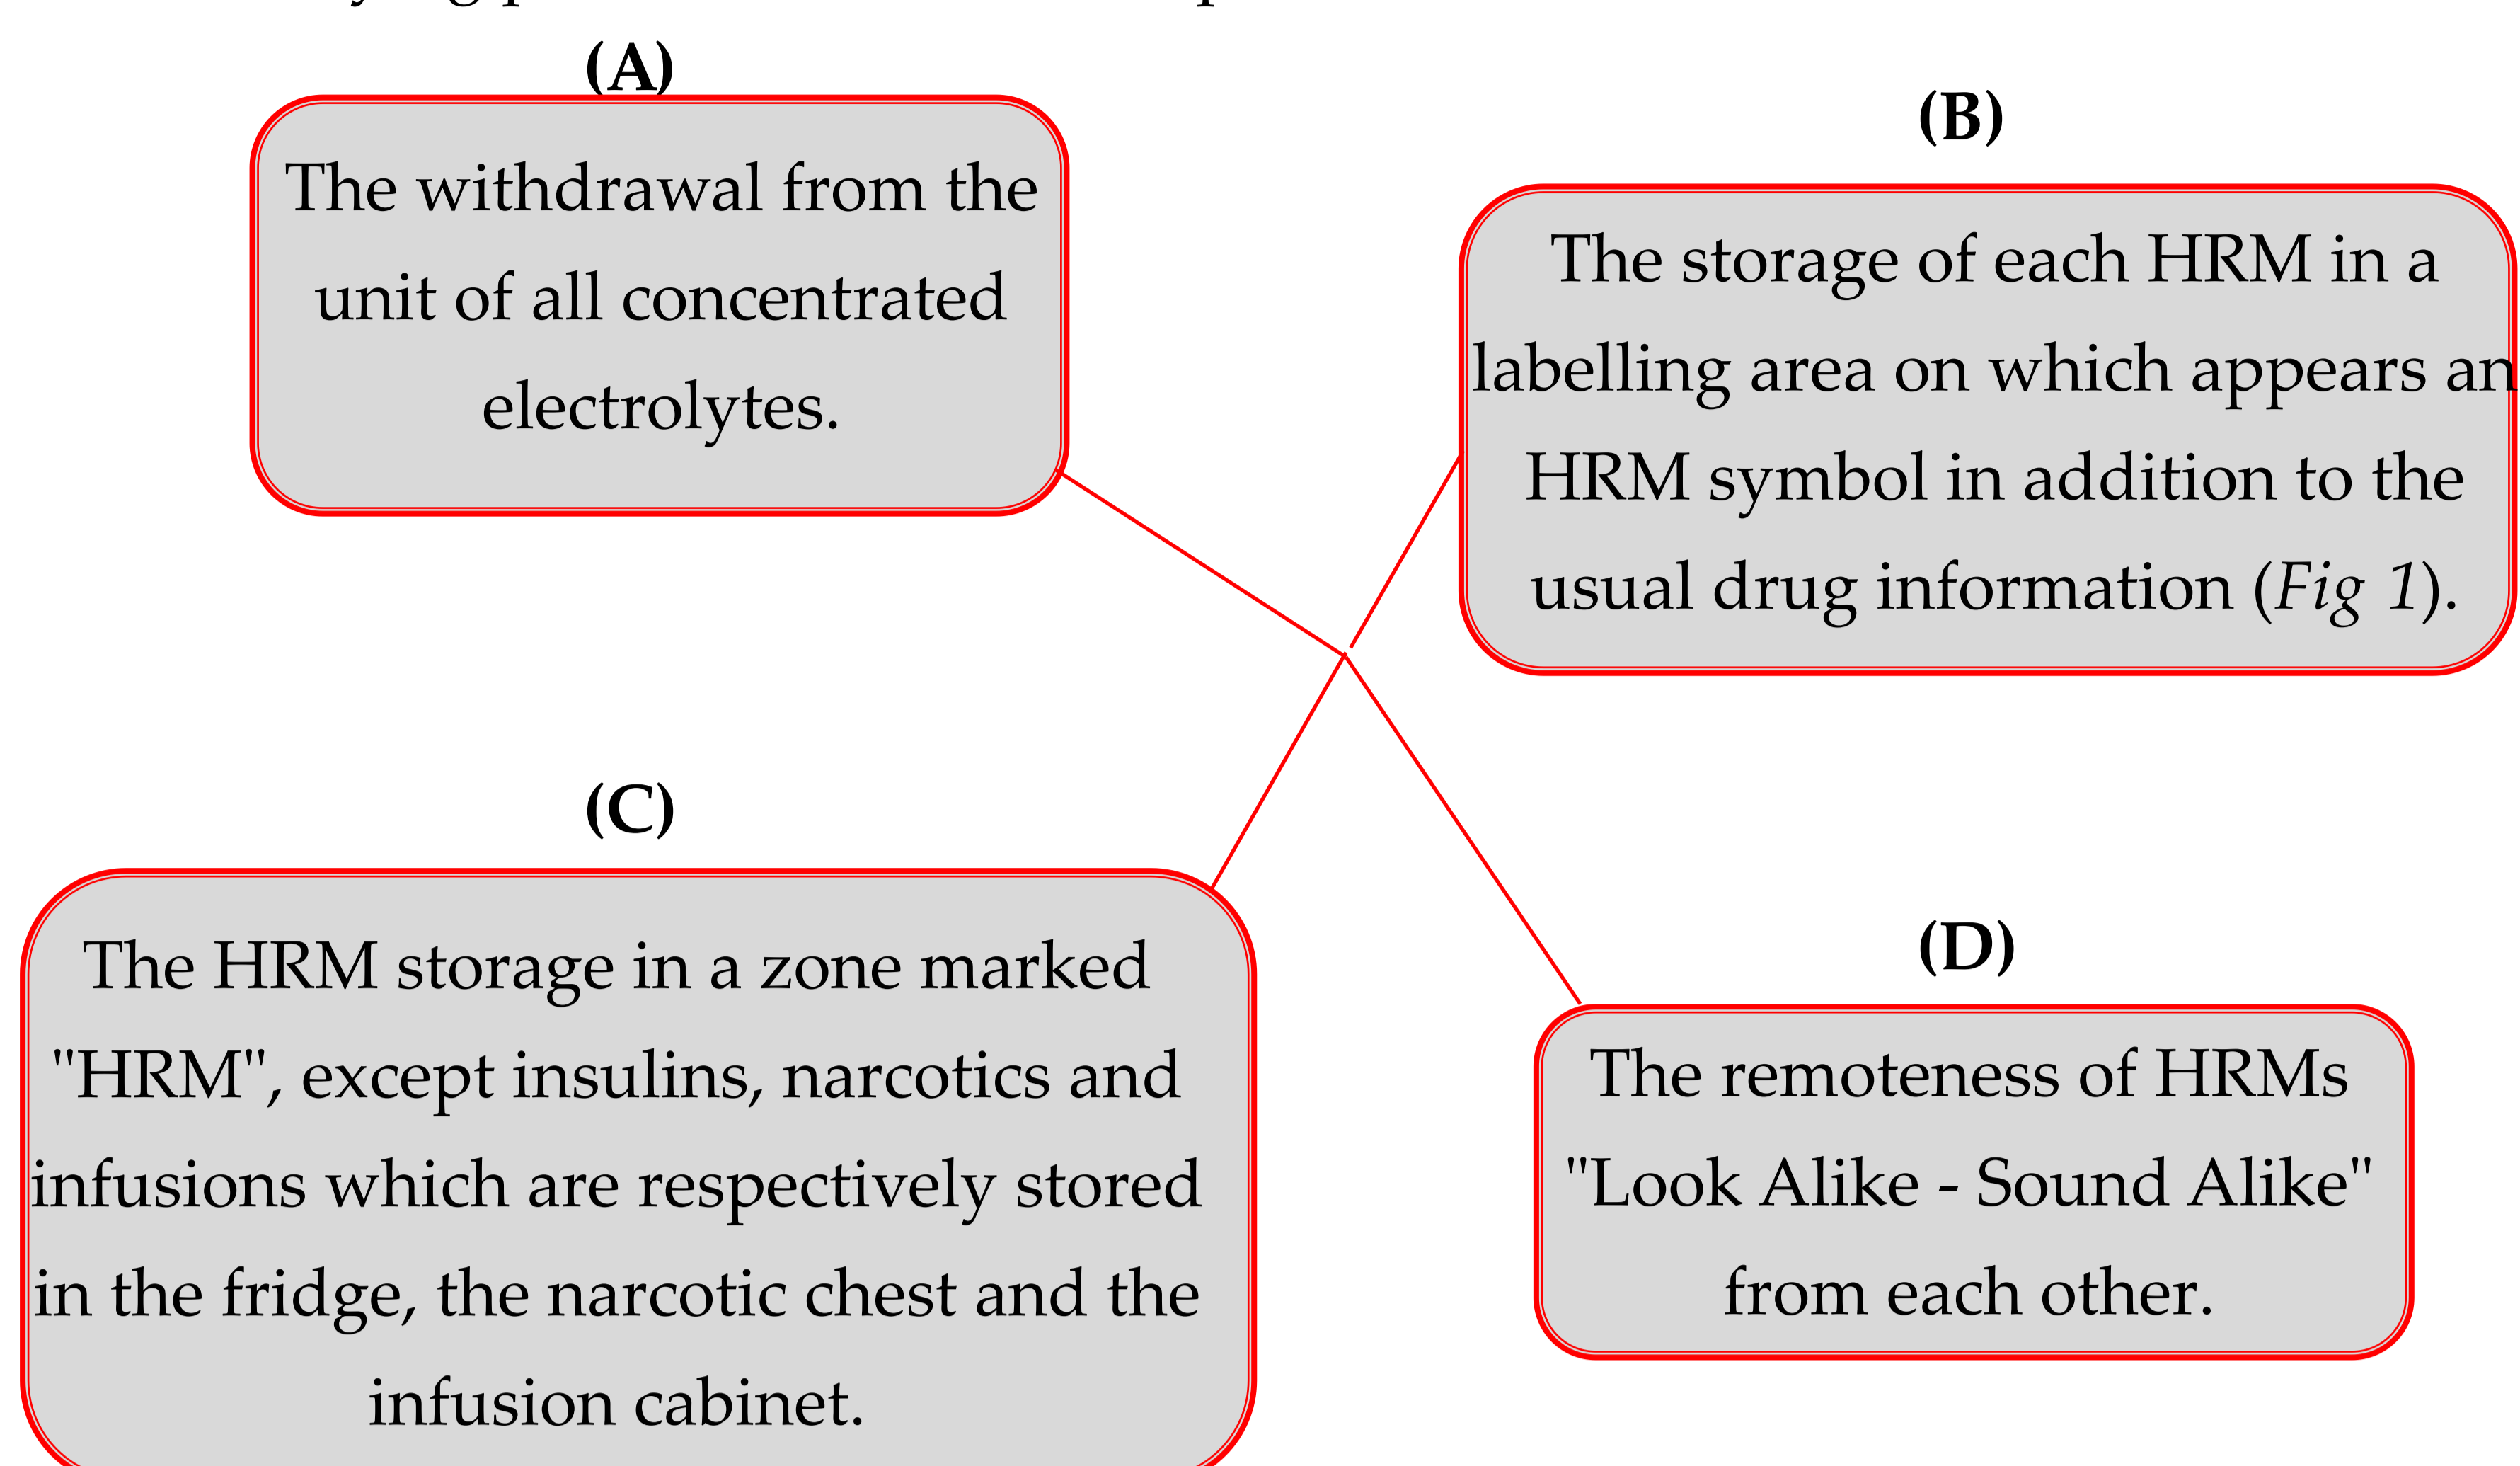 (A)
The withdrawal from the
unit of all concentrated
electrolytes.
(B)
The storage of each HRM in a
labelling area on which appears an
HRM symbol in addition to the
usual drug information (Fig 1).
(C)
The HRM storage in a zone marked
"HRM", except insulins, narcotics and
infusions which are respectively stored
in the fridge, the narcotic chest and the
infusion cabinet.
(D)
The remoteness of HRMs
"Look Alike - Sound Alike"
from each other.